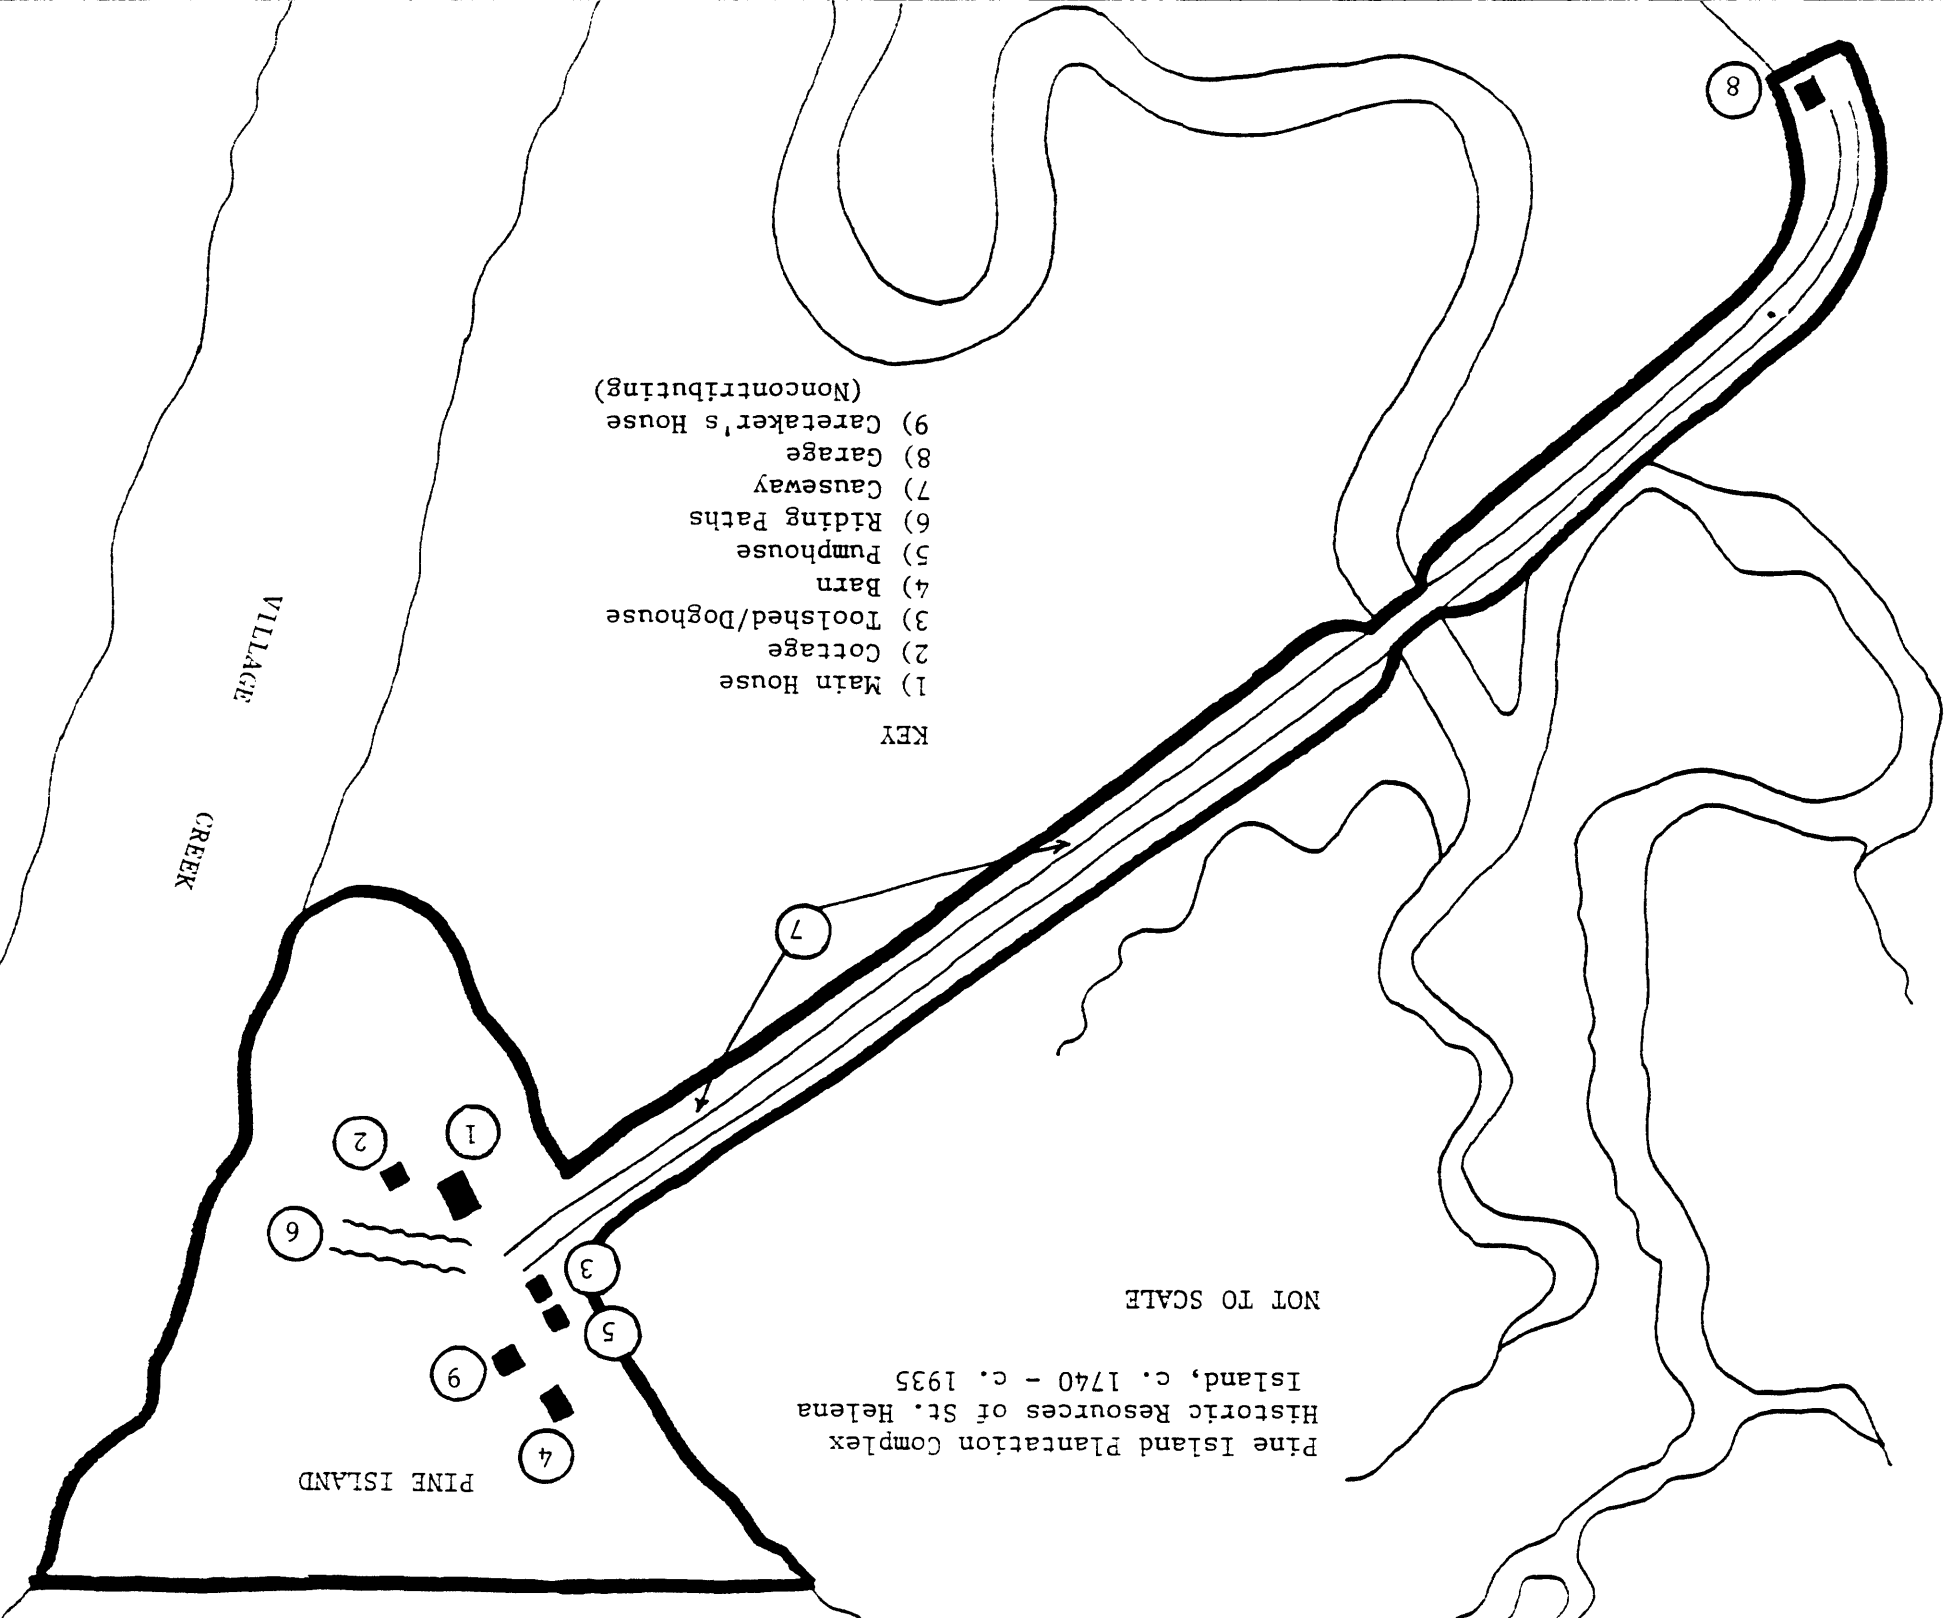 Pine Island Plantation Complex
Historic Resources of St. Helena
Island, c. 1740 - c. 1935
NOT TO SCALE
PINE ISLAND
4
9
5
3
6
1
2
7
KEY
1) Main House
2) Cottage
3) Toolshed/Doghouse
4) Barn
5) Pumphouse
6) Riding Paths
7) Causeway
8) Garage
9) Caretaker's House
(Noncontributing)
VILLAGE
CREEK
8